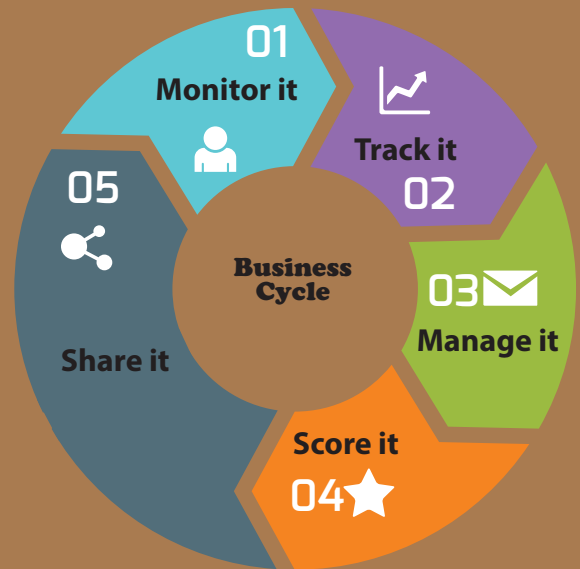 Business
Cycle
01
Monitor it
Track it
02
03
Manage it
Score it
04
05
Share it